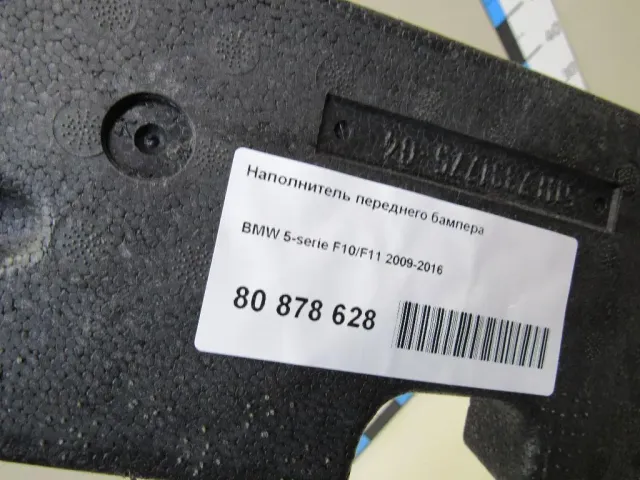 Наполнитель переднего бампера
BMW 5-serie F10/F11 2009-2016
80 878 628